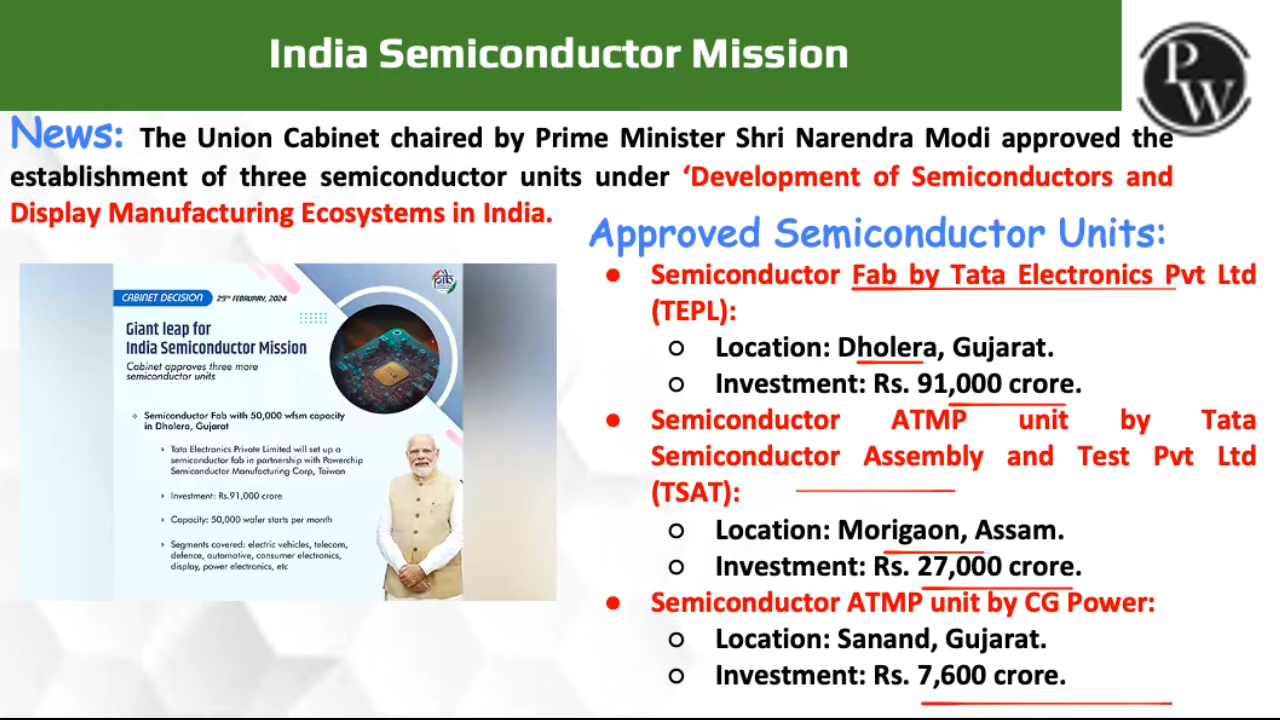 India Semiconductor Mission
PW
News: The Union Cabinet chaired by Prime Minister Shri Narendra Modi approved the
establishment of three semiconductor units under ‘Development of Semiconductors and
Display Manufacturing Ecosystems in India.
CABINET DECISION 29TH FEBRUARY, 2024
pib
Giant leap for
India Semiconductor Mission
Cabinet approves three more
semiconductor units
Semiconductor Fab with 50,000 wfsm capacity
in Dholera, Gujarat
Tata Electronics Private Limited will set up a
semiconductor fab in partnership with Powerchip
Semiconductor Manufacturing Corp, Taiwan
Investment: Rs.91,000 crore
Capacity: 50,000 wafer starts per month
Segments covered: electric vehicles, telecom,
defence, automotive, consumer electronics,
display, power electronics, etc
Approved Semiconductor Units:
● Semiconductor Fab by Tata Electronics Pvt Ltd
(TEPL):
○ Location: Dholera, Gujarat.
○ Investment: Rs. 91,000 crore.
● Semiconductor ATMP unit by Tata
Semiconductor Assembly and Test Pvt Ltd
(TSAT):
○ Location: Morigaon, Assam.
○ Investment: Rs. 27,000 crore.
● Semiconductor ATMP unit by CG Power:
○ Location: Sanand, Gujarat.
○ Investment: Rs. 7,600 crore.